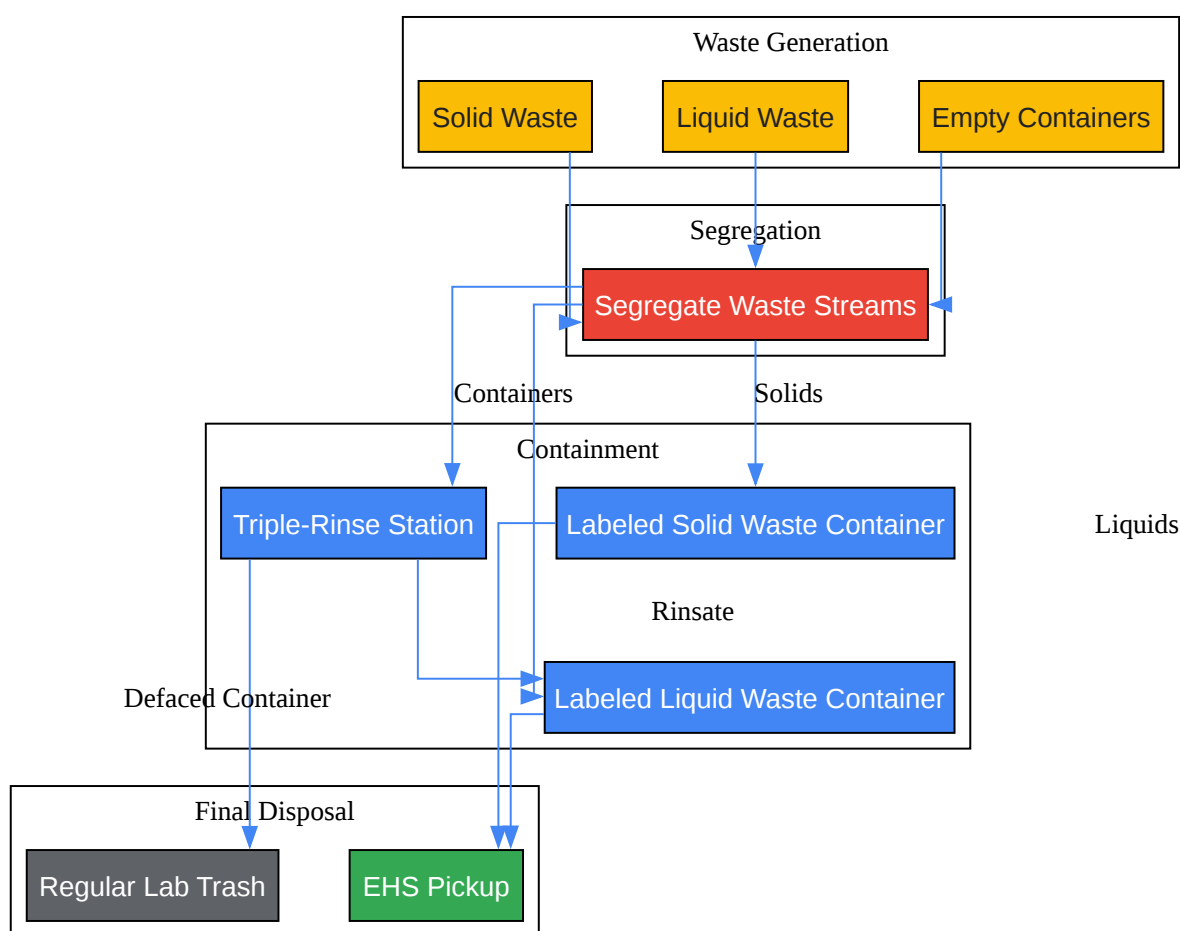 Waste Generation
Solid Waste
Liquid Waste
Empty Containers
Segregation
Segregate Waste Streams
Containers
Solids
Containment
Triple-Rinse Station
Labeled Solid Waste Container
Liquids
Rinsate
Defaced Container
Labeled Liquid Waste Container
Final Disposal
Regular Lab Trash
EHS Pickup